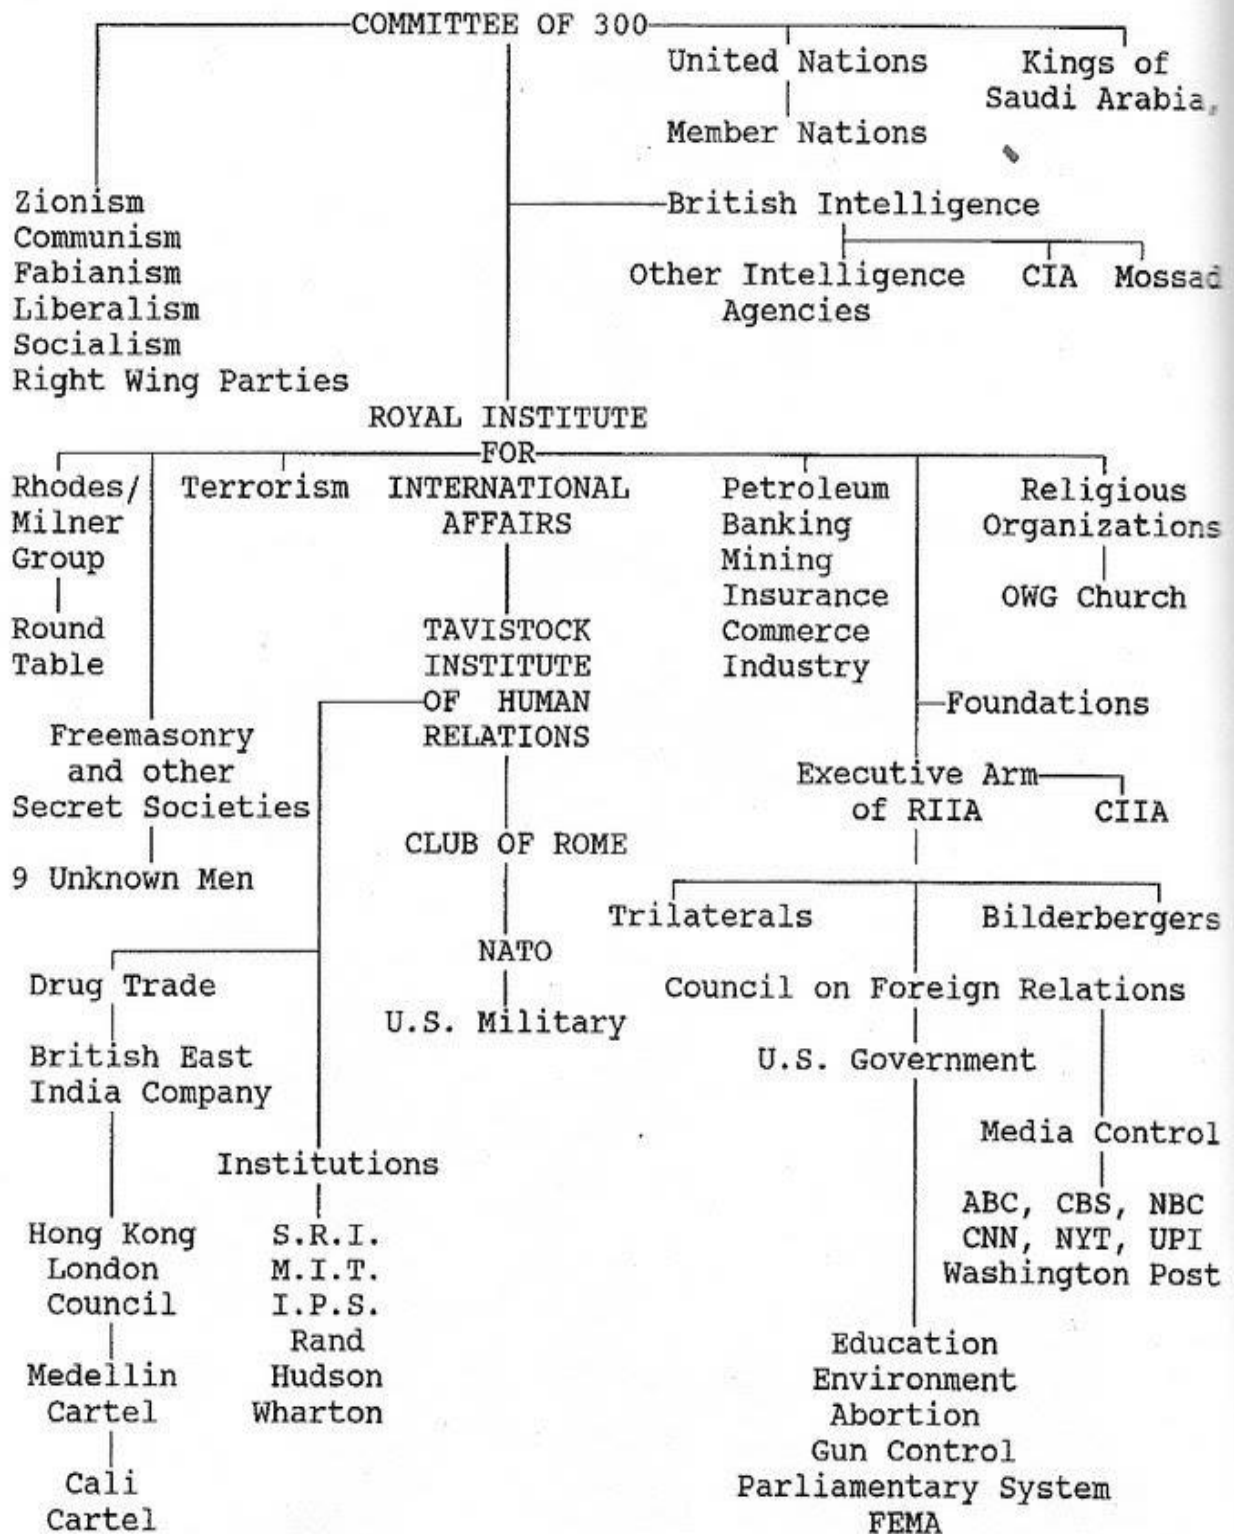 COMMITTEE OF 300
United Nations
Kings of
Saudi Arabia,
Member Nations
Zionism
Communism
Fabianism
Liberalism
Socialism
Right Wing Parties
British Intelligence
Other Intelligence
Agencies
CIA
Mossad
ROYAL INSTITUTE
FOR
INTERNATIONAL
AFFAIRS
Rhodes/
Milner
Group
Round
Table
Terrorism
Petroleum
Banking
Mining
Insurance
Commerce
Industry
Religious
Organizations
OWG Church
TAVISTOCK
INSTITUTE
OF HUMAN
RELATIONS
Foundations
Freemasonry
and other
Secret Societies
9 Unknown Men
Executive Arm
of RIIA
CIIA
CLUB OF ROME
NATO
U.S. Military
Trilaterals
Bilderbergers
Council on Foreign Relations
U.S. Government
Media Control
ABC, CBS, NBC
CNN, NYT, UPI
Washington Post
Drug Trade
British East
India Company
Hong Kong
London
Council
Medellin
Cartel
Cali
Cartel
Institutions
S.R.I.
M.I.T.
I.P.S.
Rand
Hudson
Wharton
Education
Environment
Abortion
Gun Control
Parliamentary System
FEMA